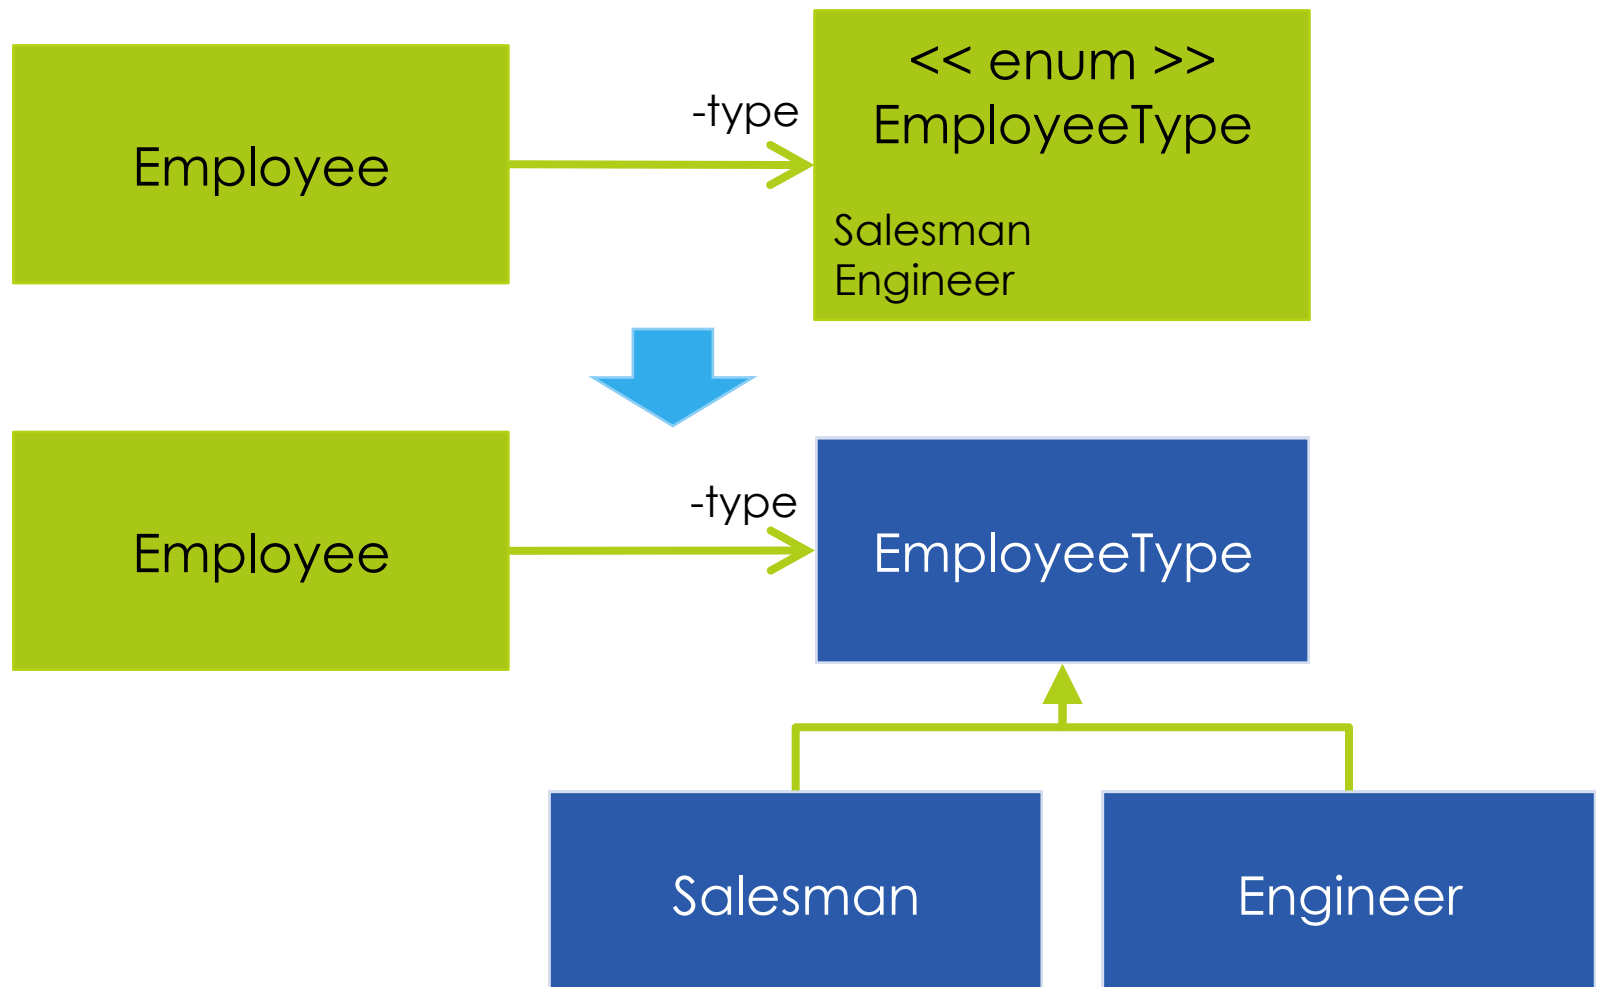 Employee
-type
<< enum >>
EmployeeType
Salesman
Engineer
Employee
-type
EmployeeType
Salesman
Engineer